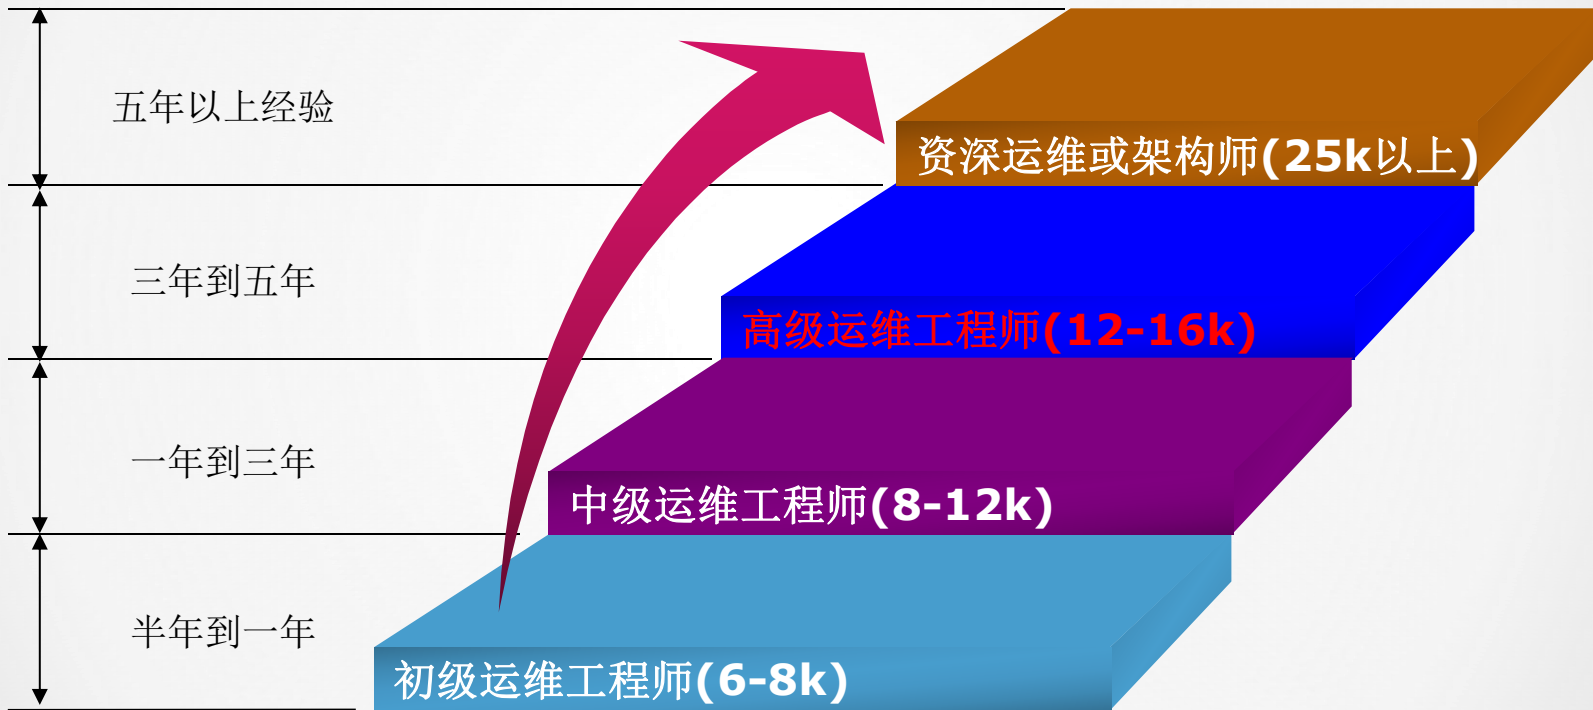 五年以上经验
资深运维或架构师(25k以上)
三年到五年
高级运维工程师(12-16k)
一年到三年
中级运维工程师(8-12k)
半年到一年
初级运维工程师(6-8k)